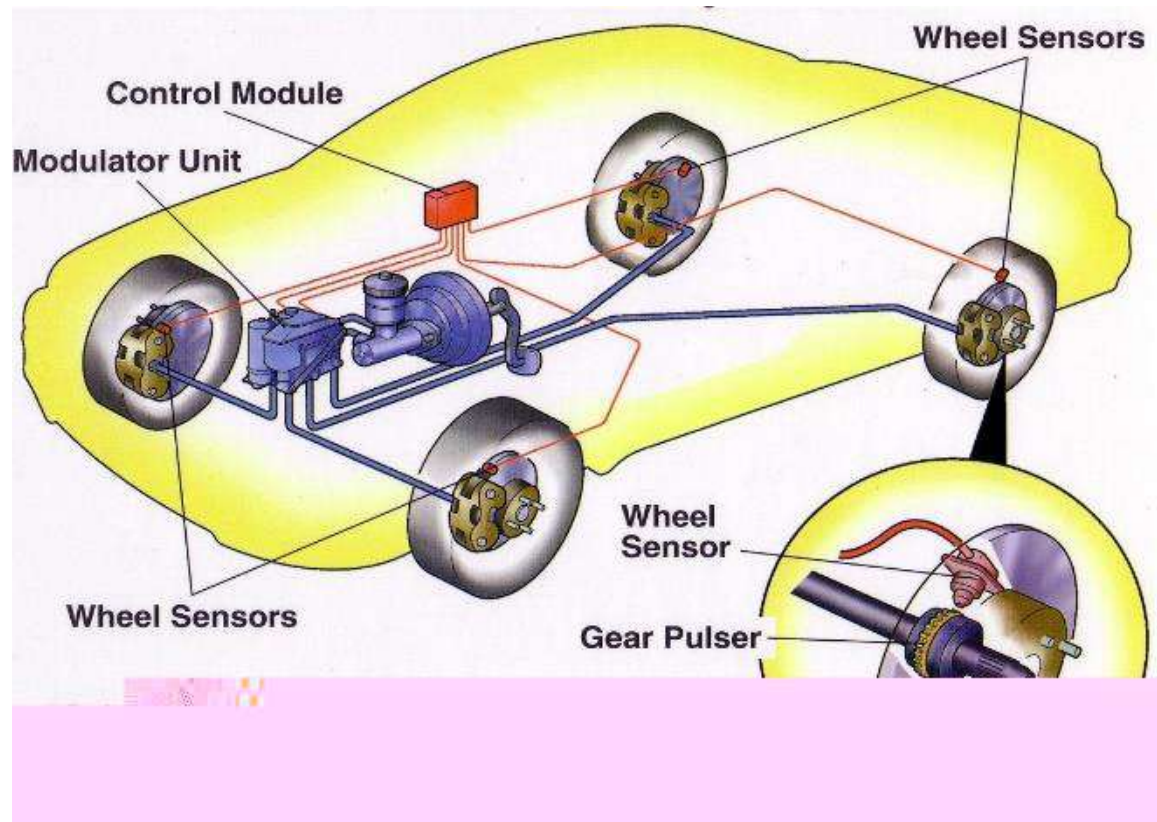 Wheel Sensors
Control Module
Modulator Unit
Wheel
Sensor
Wheel Sensors
Gear Pulser